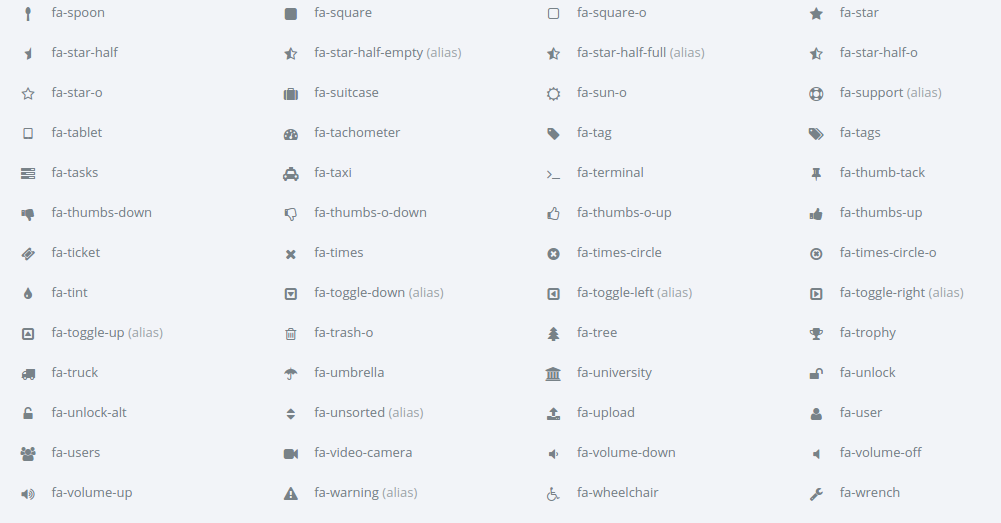 fa-spoon fa-square fa-square-o fa-star
fa-star-half fa-star-half-empty (alias) fa-star-half-full (alias) fa-star-half-o
fa-star-o fa-suitcase fa-sun-o fa-support (alias)
fa-tablet fa-tachometer fa-tag fa-tags
fa-tasks fa-taxi fa-terminal fa-thumb-tack
fa-thumbs-down fa-thumbs-o-down fa-thumbs-o-up fa-thumbs-up
fa-ticket fa-times fa-times-circle fa-times-circle-o
fa-tint fa-toggle-down (alias) fa-toggle-left (alias) fa-toggle-right (alias)
fa-toggle-up (alias) fa-trash-o fa-tree fa-trophy
fa-truck fa-umbrella fa-university fa-unlock
fa-unlock-alt fa-unsorted (alias) fa-upload fa-user
fa-users fa-video-camera fa-volume-down fa-volume-off
fa-volume-up fa-warning (alias) fa-wheelchair fa-wrench